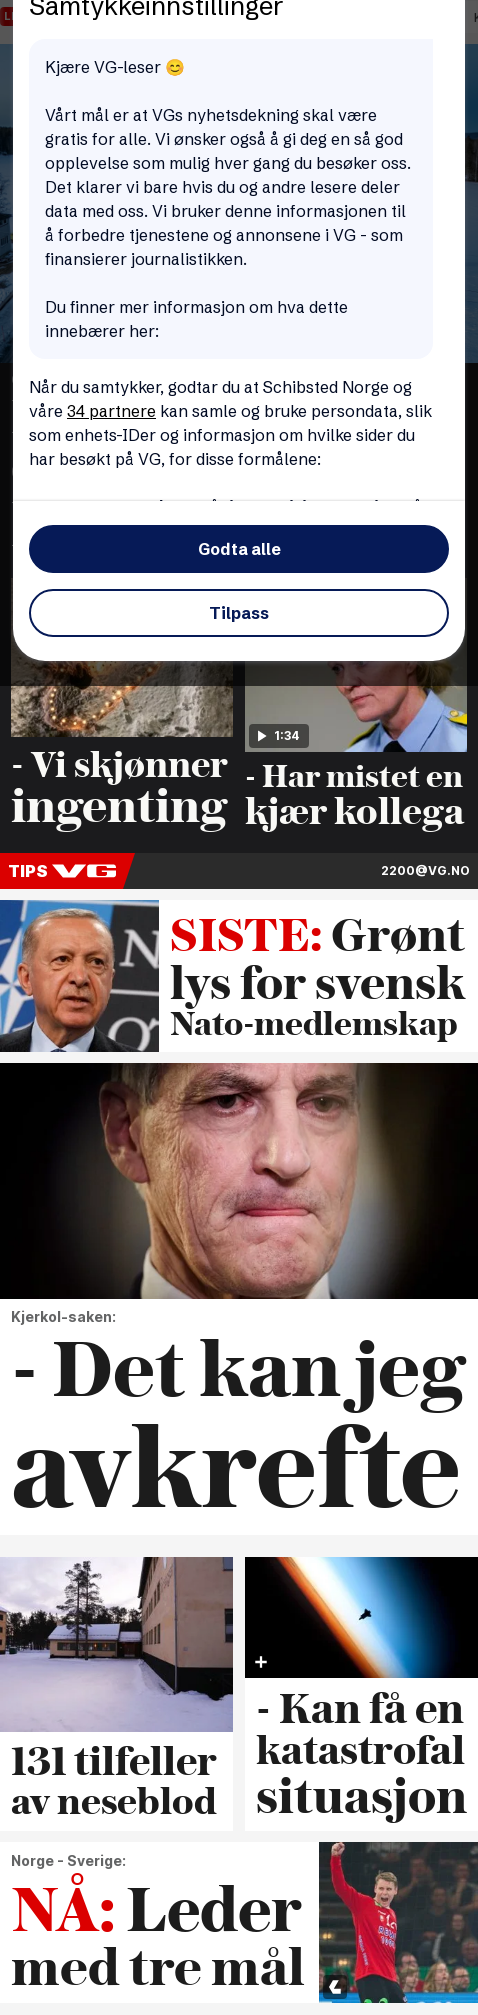 Samtykkeinnstillinger
Kjære VG-leser 😊
Vårt mål er at VGs nyhetsdekning skal være
gratis for alle. Vi ønsker også å gi deg en så god
opplevelse som mulig hver gang du besøker oss.
Det klarer vi bare hvis du og andre lesere deler
data med oss. Vi bruker denne informasjonen til
å forbedre tjenestene og annonsene i VG - som
finansierer journalistikken.
Du finner mer informasjon om hva dette
innebærer her:
Når du samtykker, godtar du at Schibsted Norge og
våre 34 partnere kan samle og bruke persondata, slik
som enhets-IDer og informasjon om hvilke sider du
har besøkt på VG, for disse formålene:
Godta alle
Tilpass
1:34
- Vi skjønner
ingenting
- Har mistet en
kjær kollega
TIPS VG
2200@VG.NO
SISTE: Grønt
lys for svensk
Nato-medlemskap
Kjerkol-saken:
- Det kan jeg
avkrefte
131 tilfeller
av neseblod
- Kan få en
katastrofal
situasjon
Norge - Sverige:
NÅ: Leder
med tre mål